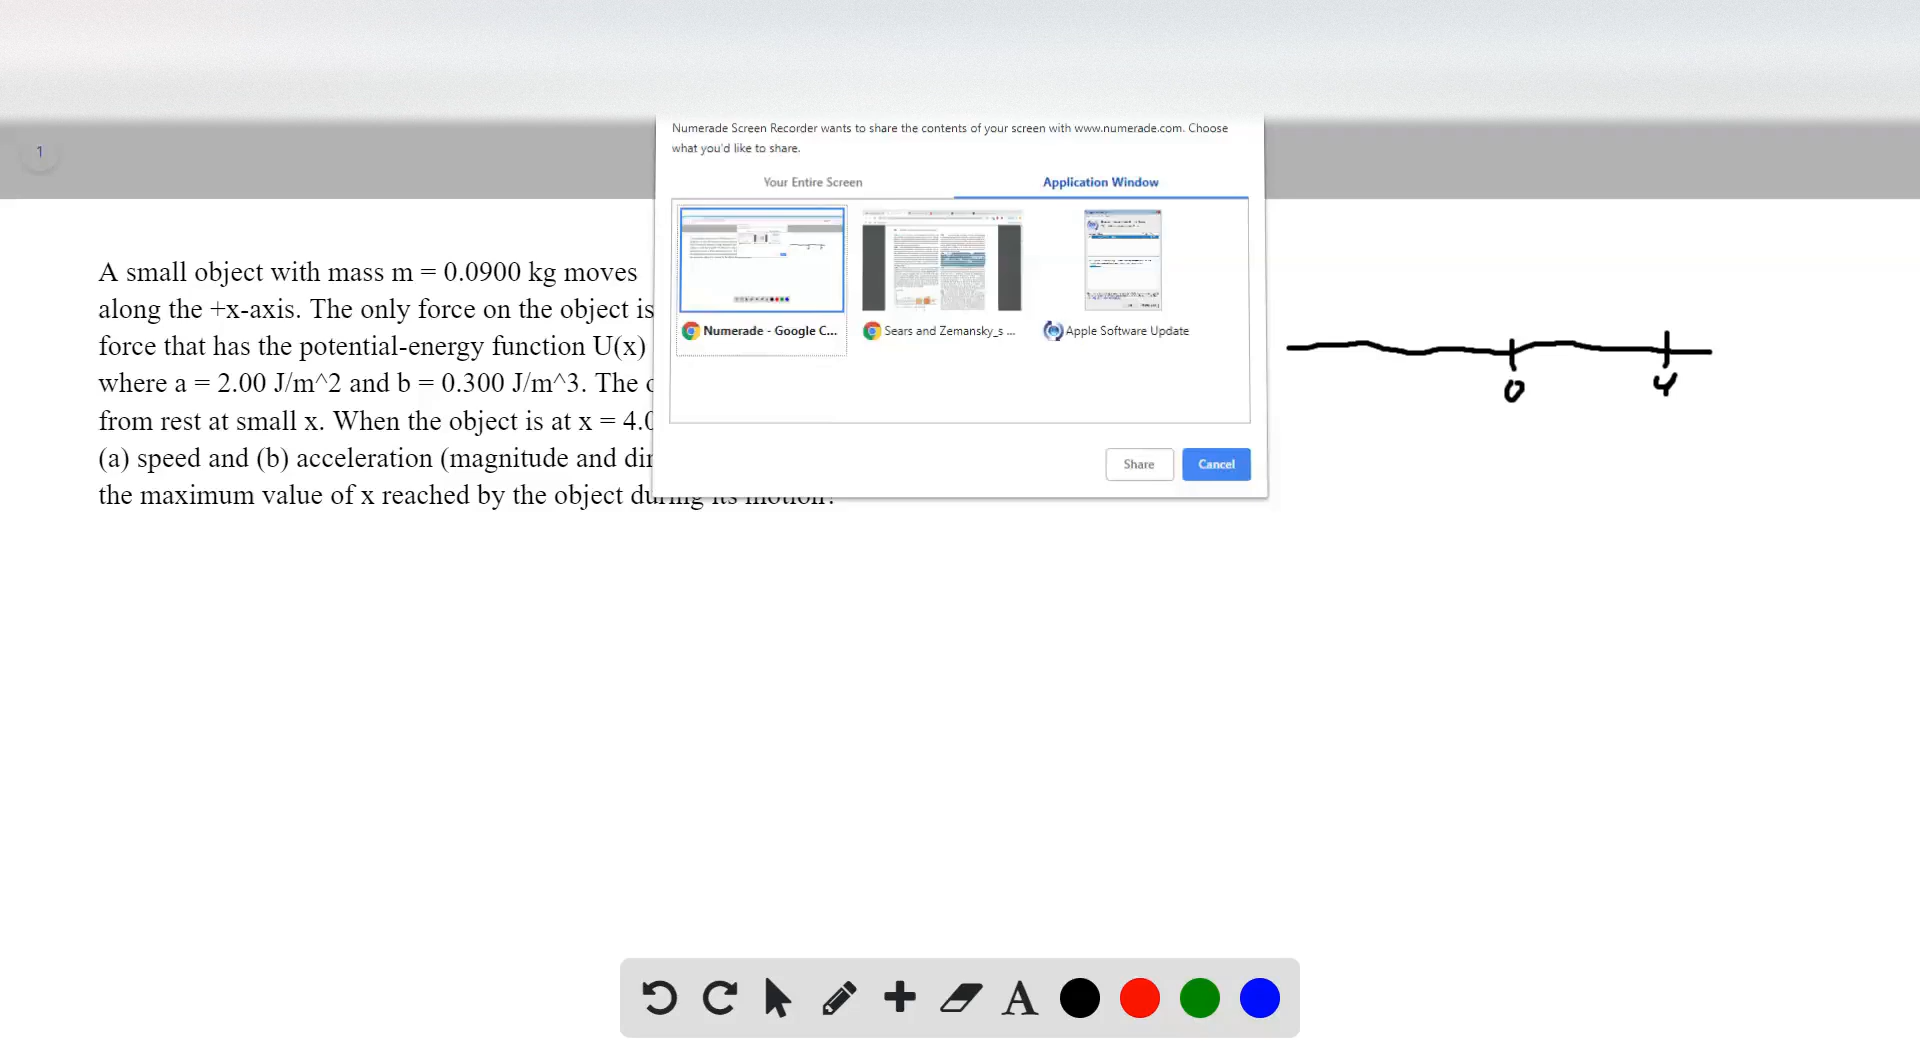 Numerade Screen Recorder wants to share the contents of your screen with www.numerade.com. Choose
what you'd like to share.
1
Your Entire Screen
Application Window
Numerade - Google C...
Sears and Zemansky_s ...
Apple Software Update
Share
Cancel
A small object with mass m = 0.0900 kg moves
along the +x-axis. The only force on the object is
force that has the potential-energy function U(x)
where a = 2.00 J/m^2 and b = 0.300 J/m^3. The
from rest at small x. When the object is at x = 4.0
(a) speed and (b) acceleration (magnitude and dir
the maximum value of x reached by the object during its motion?
0
4
A